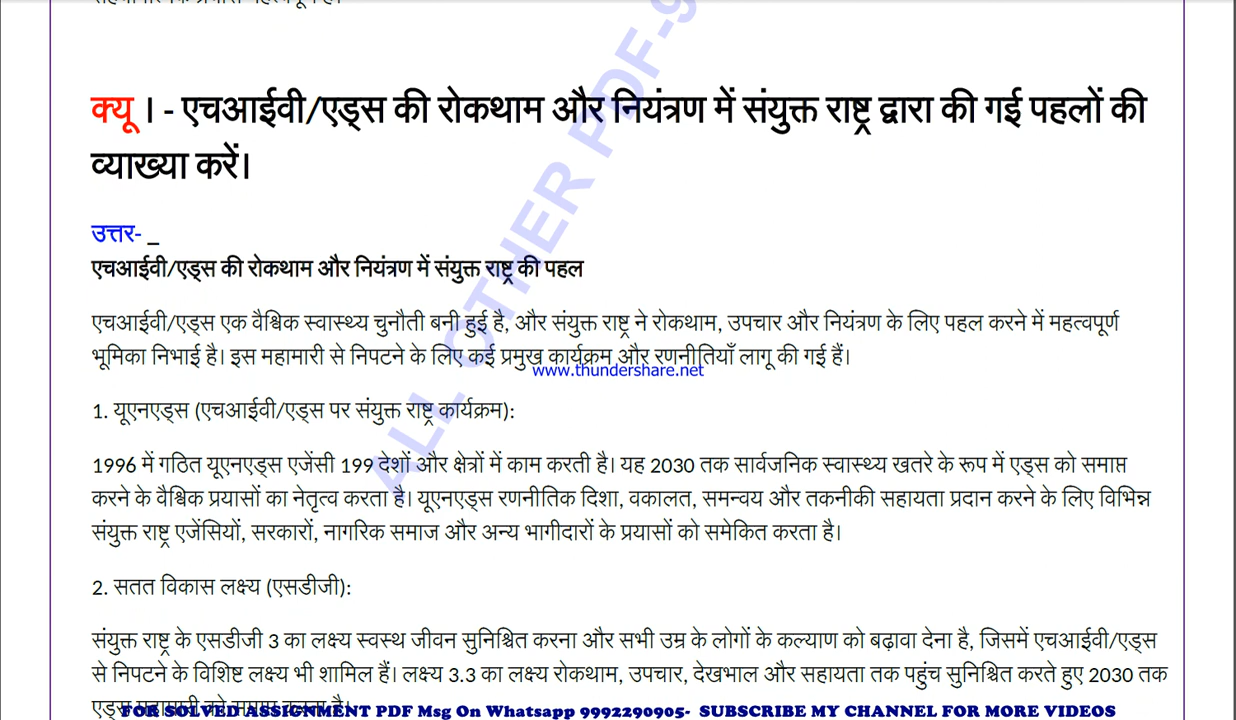 क्यू । - एचआईवी/एड्स की रोकथाम और नियंत्रण में संयुक्त राष्ट्र द्वारा की गई पहलों की
व्याख्या करें।
उत्तर- _
एचआईवी/एड्स की रोकथाम और नियंत्रण में संयुक्त राष्ट्र की पहल
एचआईवी/एड्स एक वैश्विक स्वास्थ्य चुनौती बनी हुई है, और संयुक्त राष्ट्र ने रोकथाम, उपचार और नियंत्रण के लिए पहल करने में महत्वपूर्ण
भूमिका निभाई है। इस महामारी से निपटने के लिए कई प्रमुख कार्यक्रम और रणनीतियाँ लागू की गई हैं।
www.thundershare.net
1. यूएनएड्स (एचआईवी/एड्स पर संयुक्त राष्ट्र कार्यक्रम):
1996 में गठित यूएनएड्स एजेंसी 199 देशों और क्षेत्रों में काम करती है। यह 2030 तक सार्वजनिक स्वास्थ्य खतरे के रूप में एड्स को समाप्त
करने के वैश्विक प्रयासों का नेतृत्व करता है। यूएनएड्स रणनीतिक दिशा, वकालत, समन्वय और तकनीकी सहायता प्रदान करने के लिए विभिन्न
संयुक्त राष्ट्र एजेंसियों, सरकारों, नागरिक समाज और अन्य भागीदारों के प्रयासों को समेकित करता है।
2. सतत विकास लक्ष्य (एसडीजी):
संयुक्त राष्ट्र के एसडीजी 3 का लक्ष्य स्वस्थ जीवन सुनिश्चित करना और सभी उम्र के लोगों के कल्याण को बढ़ावा देना है, जिसमें एचआईवी/एड्स
से निपटने के विशिष्ट लक्ष्य भी शामिल हैं। लक्ष्य 3.3 का लक्ष्य रोकथाम, उपचार, देखभाल और सहायता तक पहुंच सुनिश्चित करते हुए 2030 तक
FOR SOLVED ASSIGNMENT PDF Msg On Whatsapp 9992290905- SUBSCRIBE MY CHANNEL FOR MORE VIDEOS
ALL OTHER PDF-9